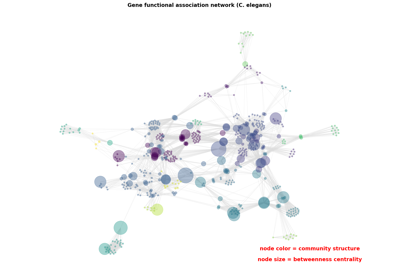 Gene functional association network (C. elegans)
node color = community structure
node size = betweenness centrality